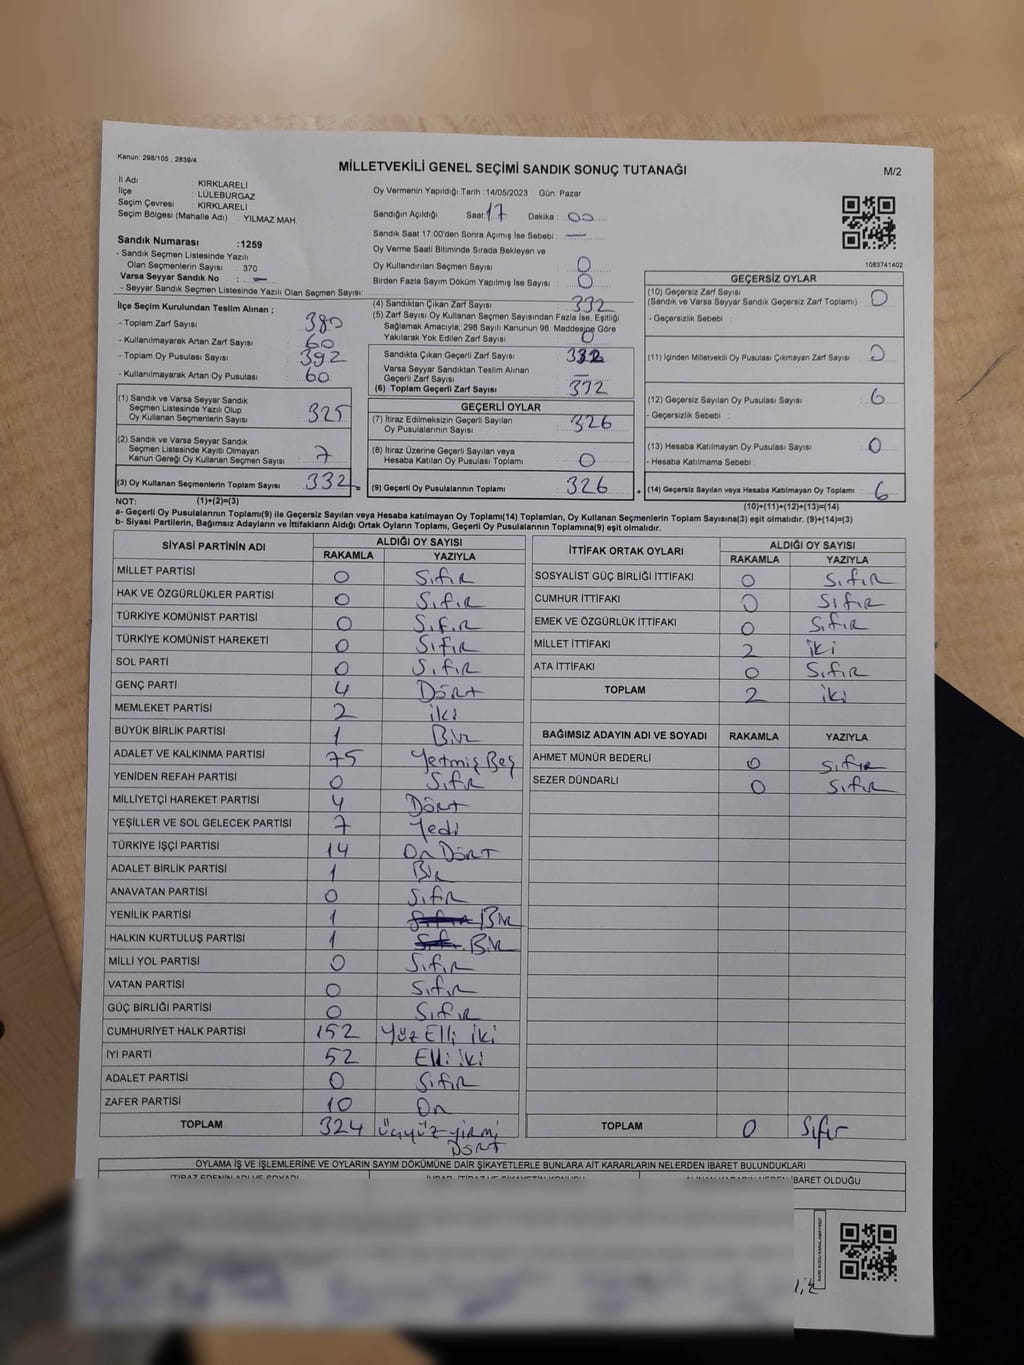 Kanun: 298/105 , 2839/4
MİLLETVEKİLİ GENEL SEÇİMİ SANDIK SONUÇ TUTANAĞI
M/2
İl Adı : KIRKLARELİ
İlçe : LÜLEBURGAZ
Seçim Çevresi : KIRKLARELİ
Seçim Bölgesi (Mahalle Adı) : YILMAZ MAH.
Sandık Numarası :1259
- Sandık Seçmen Listesinde Yazılı
Olan Seçmenlerin Sayısı : 370
Varsa Seyyar Sandık No : -
- Seyyar Sandık Seçmen Listesinde Yazılı Olan Seçmen Sayısı:
Oy Vermenin Yapıldığı Tarih :14/05/2023 Gün: Pazar
Sandığın Açıldığı Saat: 17 Dakika : 00
Sandık Saat 17:00'den Sonra Açımış İse Sebebi : -
Oy Verme Saati Bitiminde Sırada Bekleyen ve
Oy Kullandırılan Seçmen Sayısı : 0
Birden Fazla Sayım Döküm Yapılmış İse Sayısı : 0
1083741402
İlçe Seçim Kurulundan Teslim Alınan ;
- Toplam Zarf Sayısı : 380
- Kullanılmayarak Artan Zarf Sayısı : 60
- Toplam Oy Pusulası Sayısı : 392
- Kullanılmayarak Artan Oy Pusulası : 60
(1) Sandık ve Varsa Seyyar Sandık
Seçmen Listesinde Yazılı Olup
Oy Kullanan Seçmenlerin Sayısı : 325
(2) Sandık ve Varsa Seyyar Sandık
Seçmen Listesinde Kayıtlı Olmayan
Kanun Gereği Oy Kullanan Seçmen Sayısı : 7
(3) Oy Kullanan Seçmenlerin Toplam Sayısı : 332 =
(4) Sandıktan Çıkan Zarf Sayısı : 332
(5) Zarf Sayısı Oy Kullanan Seçmen Sayısından Fazla İse, Eşitliği
Sağlamak Amacıyla; 298 Sayılı Kanunun 98. Maddesine Göre
Yakılarak Yok Edilen Zarf Sayısı : 0
Sandıkta Çıkan Geçerli Zarf Sayısı : 332
Varsa Seyyar Sandıktan Teslim Alınan
Geçerli Zarf Sayısı : -
(6) Toplam Geçerli Zarf Sayısı : 332
GEÇERLİ OYLAR
(7) İtiraz Edilmeksizin Geçerli Sayılan
Oy Pusulalarının Sayısı : 326
(8) İtiraz Üzerine Geçerli Sayılan veya
Hesaba Katılan Oy Pusulası Toplamı : 0
(9) Geçerli Oy Pusulalarının Toplamı : 326
GEÇERSİZ OYLAR
(10) Geçersiz Zarf Sayısı
(Sandık ve Varsa Seyyar Sandık Geçersiz Zarf Toplamı) : 0
- Geçersizlik Sebebi :
(11) İçinden Milletvekili Oy Pusulası Çıkmayan Zarf Sayısı : 0
(12) Geçersiz Sayılan Oy Pusulası Sayısı : 6
- Geçersizlik Sebebi :
(13) Hesaba Katılmayan Oy Pusulası Sayısı : 0
- Hesaba Katılmama Sebebi :
(14) Geçersiz Sayılan veya Hesaba Katılmayan Oy Toplamı : 6
NOT: (1)+(2)=(3) (10)+(11)+(12)+(13)=(14)
a- Geçerli Oy Pusulalarının Toplamı(9) ile Geçersiz Sayılan veya Hesaba Katılmayan Oy Toplamı(14) Toplamları, Oy Kullanan Seçmenlerin Toplam Sayısına(3) eşit olmalıdır. (9)+(14)=(3)
b- Siyasi Partilerin, Bağımsız Adayların ve İttifakların Aldığı Ortak Oyların Toplamı, Geçerli Oy Pusulalarının Toplamına(9) eşit olmalıdır.
SİYASİ PARTİNİN ADI ALDIĞI OY SAYISI
RAKAMLA YAZIYLA
MİLLET PARTİSİ 0 Sıfır
HAK VE ÖZGÜRLÜKLER PARTİSİ 0 Sıfır
TÜRKİYE KOMÜNİST PARTİSİ 0 Sıfır
TÜRKİYE KOMÜNİST HAREKETİ 0 Sıfır
SOL PARTİ 0 Sıfır
GENÇ PARTİ 4 Dört
MEMLEKET PARTİSİ 2 iki
BÜYÜK BİRLİK PARTİSİ 1 Bir
ADALET VE KALKINMA PARTİSİ 75 Yetmiş Beş
YENİDEN REFAH PARTİSİ 0 Sıfır
MİLLİYETÇİ HAREKET PARTİSİ 4 Dört
YEŞİLLER VE SOL GELECEK PARTİSİ 7 Yedi
TÜRKİYE İŞÇİ PARTİSİ 14 On Dört
ADALET BİRLİK PARTİSİ 1 Bir
ANAVATAN PARTİSİ 0 Sıfır
YENİLİK PARTİSİ 1 Bir
HALKIN KURTULUŞ PARTİSİ 1 Bir
MİLLİ YOL PARTİSİ 0 Sıfır
VATAN PARTİSİ 0 Sıfır
GÜÇ BİRLİĞİ PARTİSİ 0 Sıfır
CUMHURİYET HALK PARTİSİ 152 Yüz Elli iki
İYİ PARTİ 52 Elli iki
ADALET PARTİSİ 0 Sıfır
ZAFER PARTİSİ 10 On
TOPLAM 324 üçyüz yirmi
Dört
İTTİFAK ORTAK OYLARI ALDIĞI OY SAYISI
RAKAMLA YAZIYLA
SOSYALİST GÜÇ BİRLİĞİ İTTİFAKI 0 Sıfır
CUMHUR İTTİFAKI 0 Sıfır
EMEK VE ÖZGÜRLÜK İTTİFAKI 0 Sıfır
MİLLET İTTİFAKI 2 iki
ATA İTTİFAKI 0 Sıfır
TOPLAM 2 iki
BAĞIMSIZ ADAYIN ADI VE SOYADI RAKAMLA YAZIYLA
AHMET MÜNÜR BEDERLİ 0 Sıfır
SEZER DÜNDARLI 0 Sıfır
TOPLAM 0 Sıfır
OYLAMA İŞ VE İŞLEMLERİNE VE OYLARIN SAYIM DÖKÜMÜNE DAİR ŞİKAYETLERLE BUNLARA AİT KARARLARIN NELERDEN İBARET BULUNDUKLARI
İBARET OLDUĞU